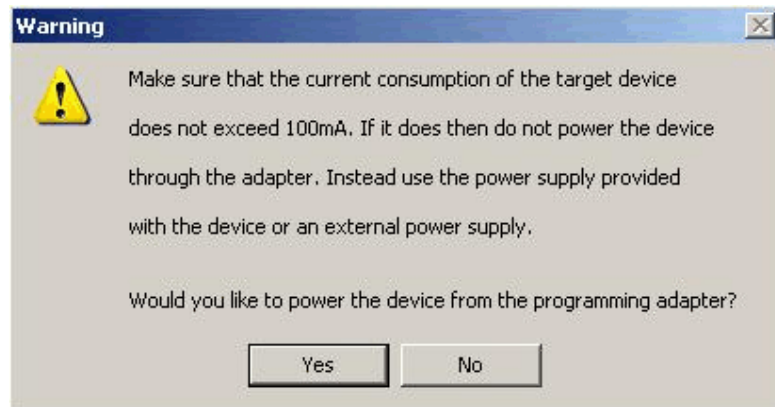 Warning
Make sure that the current consumption of the target device
does not exceed 100mA. If it does then do not power the device
through the adapter. Instead use the power supply provided
with the device or an external power supply.
Would you like to power the device from the programming adapter?
Yes No